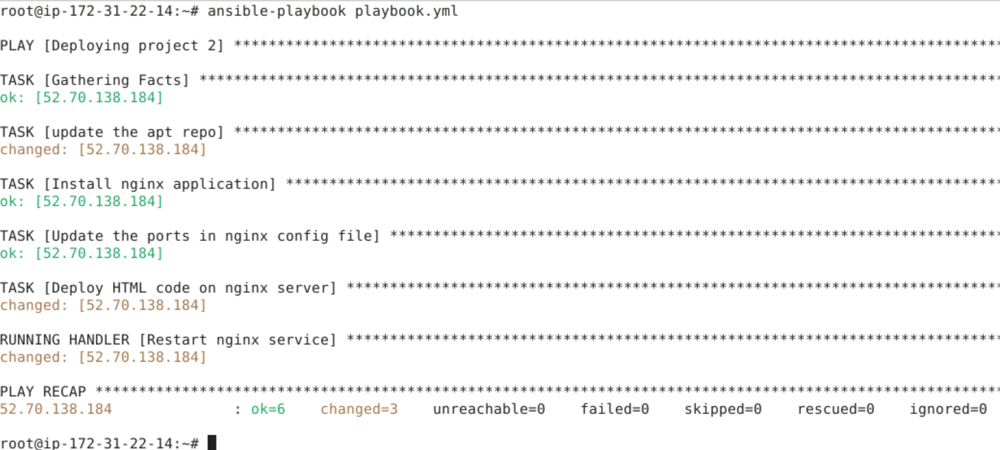 root@ip-172-31-22-14:~# ansible-playbook playbook.yml
PLAY [Deploying project 2] ****************************************************************************************
TASK [Gathering Facts] ********************************************************************************************
ok: [52.70.138.184]
TASK [update the apt repo] ****************************************************************************************
changed: [52.70.138.184]
TASK [Install nginx application] **********************************************************************************
ok: [52.70.138.184]
TASK [Update the ports in nginx config file] **********************************************************************
ok: [52.70.138.184]
TASK [Deploy HTML code on nginx server] ***************************************************************************
changed: [52.70.138.184]
RUNNING HANDLER [Restart nginx service] ***************************************************************************
changed: [52.70.138.184]
PLAY RECAP ********************************************************************************************************
52.70.138.184              : ok=6    changed=3    unreachable=0    failed=0    skipped=0    rescued=0    ignored=0
root@ip-172-31-22-14:~#